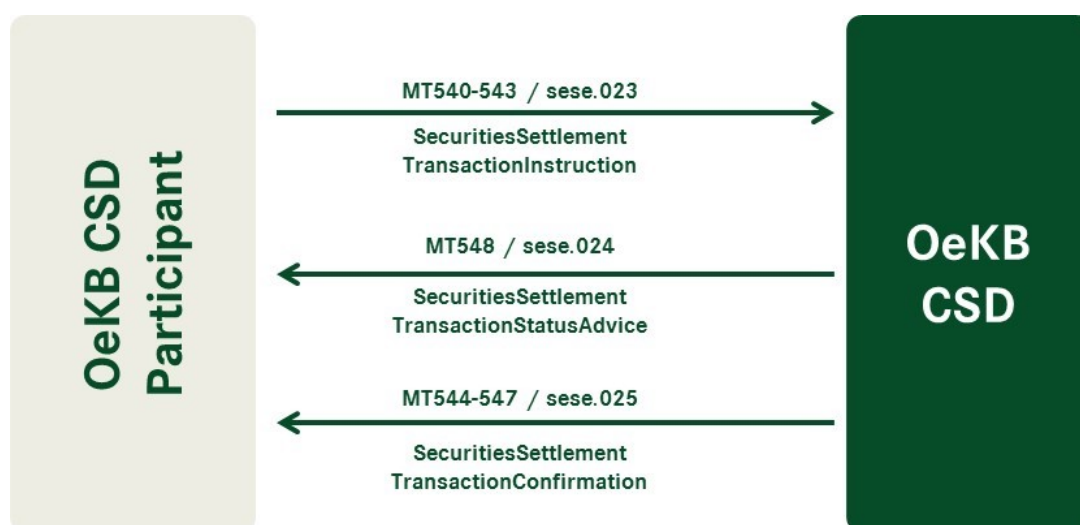 OeKB CSD
Participant
MT540-543 / sese.023
SecuritiesSettlement
TransactionInstruction
MT548 / sese.024
SecuritiesSettlement
TransactionStatusAdvice
MT544-547 / sese.025
SecuritiesSettlement
TransactionConfirmation
OeKB
CSD